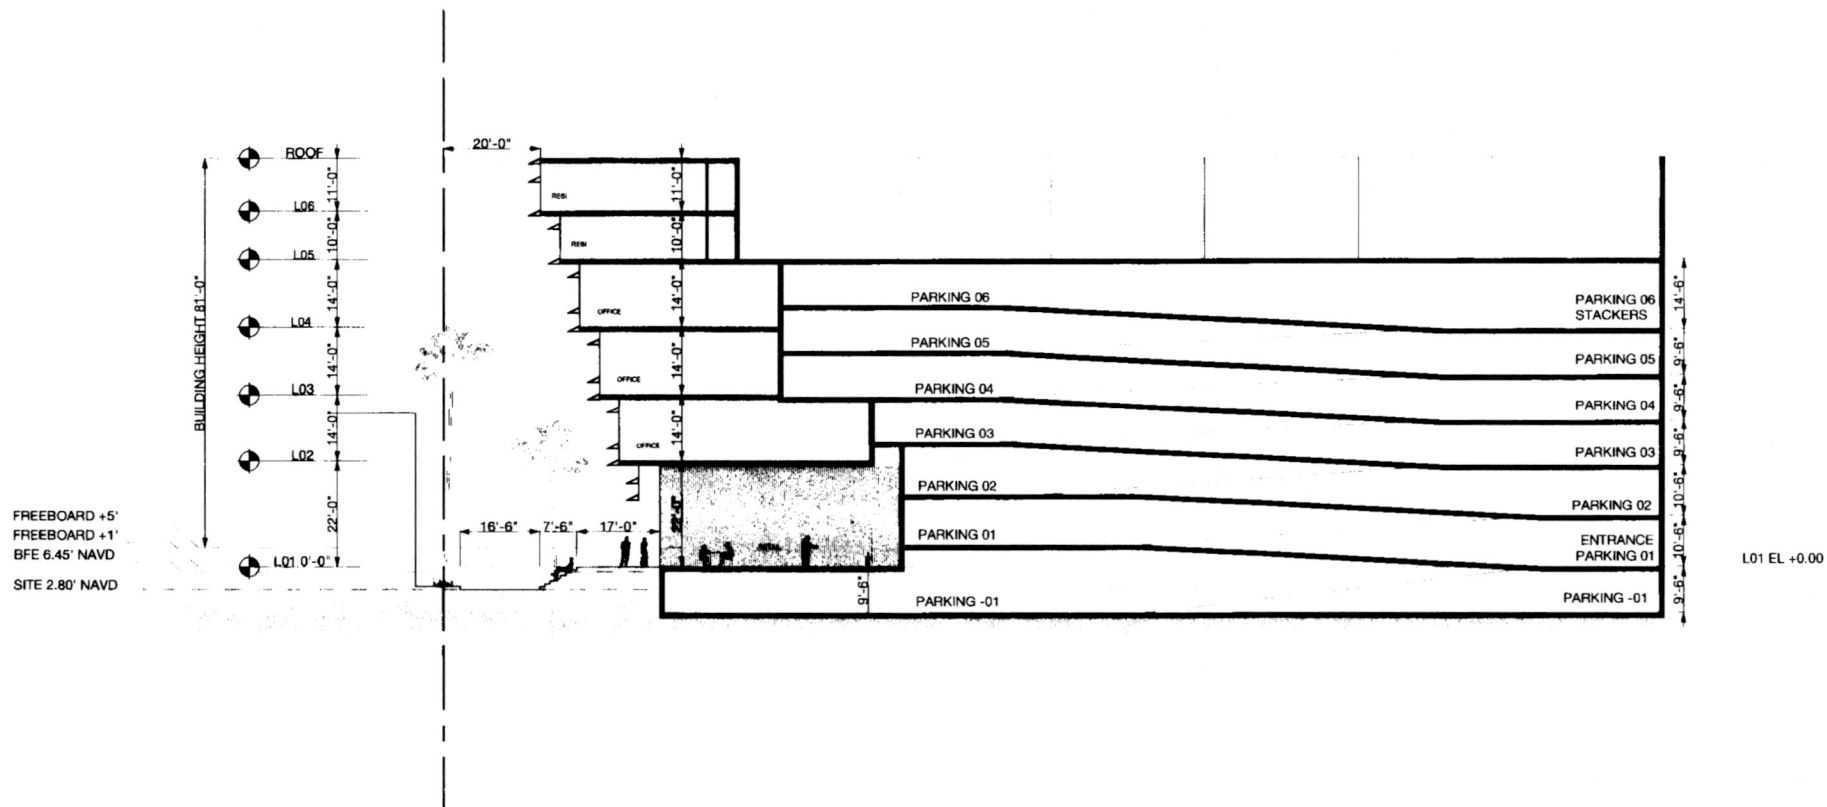 20'-0"
ROOF
11'-0"
11'-0"
RESI
L06
10'-0"
10'-0"
RESI
L05
14'-0"
14'-0"
14'-6"
BUILDING HEIGHT 81'-0"
PARKING 06
PARKING 06
STACKERS
OFFICE
L04
14'-0"
14'-0"
PARKING 05
9'-6"
PARKING 05
OFFICE
L03
PARKING 04
9'-6"
PARKING 04
14'-0"
14'-0"
PARKING 03
OFFICE
9'-6"
PARKING 03
L02
PARKING 02
10'-6"
PARKING 02
22'-0"
22'-0"
FREEBOARD +5'
16'-6"
7'-6"
17'-0"
FREEBOARD +1'
PARKING 01
ENTRANCE
PARKING 01
10'-6"
BFE 6.45' NAVD
L01 0'-0"
L01 EL +0.00
SITE 2.80' NAVD
9'-6"
PARKING -01
PARKING -01
9'-6"